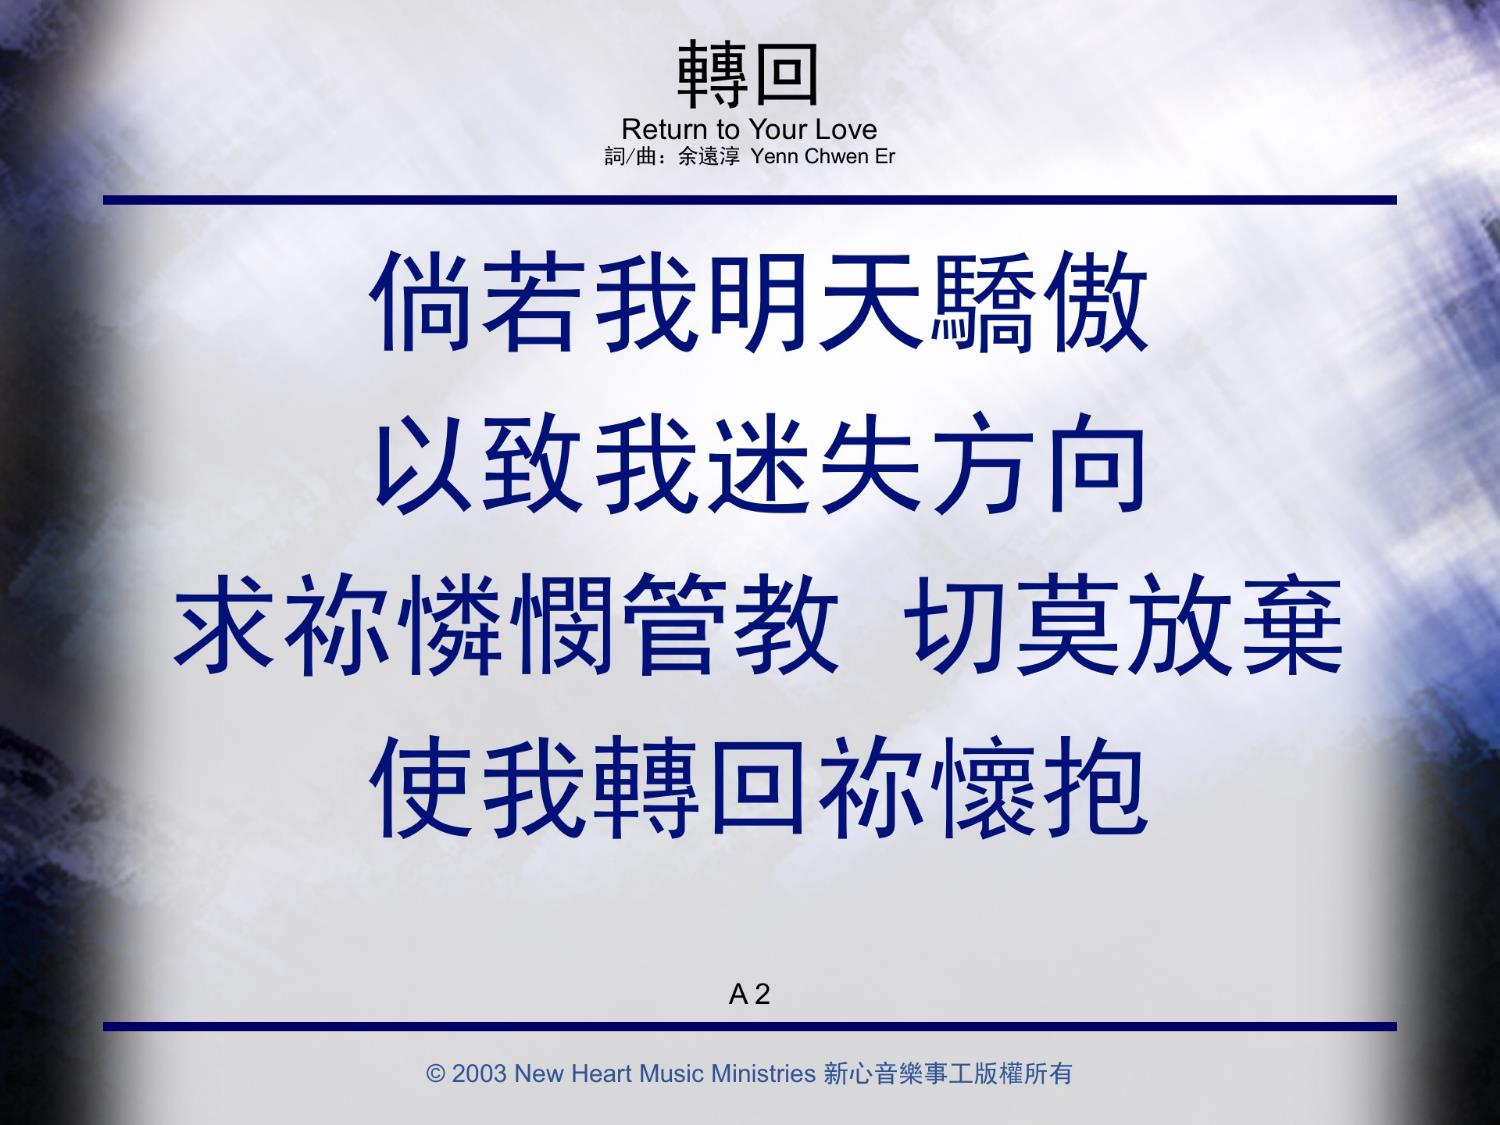 轉回
Return to Your Love
詞/曲：余遠淳 Yenn Chwen Er
倘若我明天驕傲
以致我迷失方向
求祢憐憫管教 切莫放棄
使我轉回祢懷抱
A 2
© 2003 New Heart Music Ministries 新心音樂事工版權所有